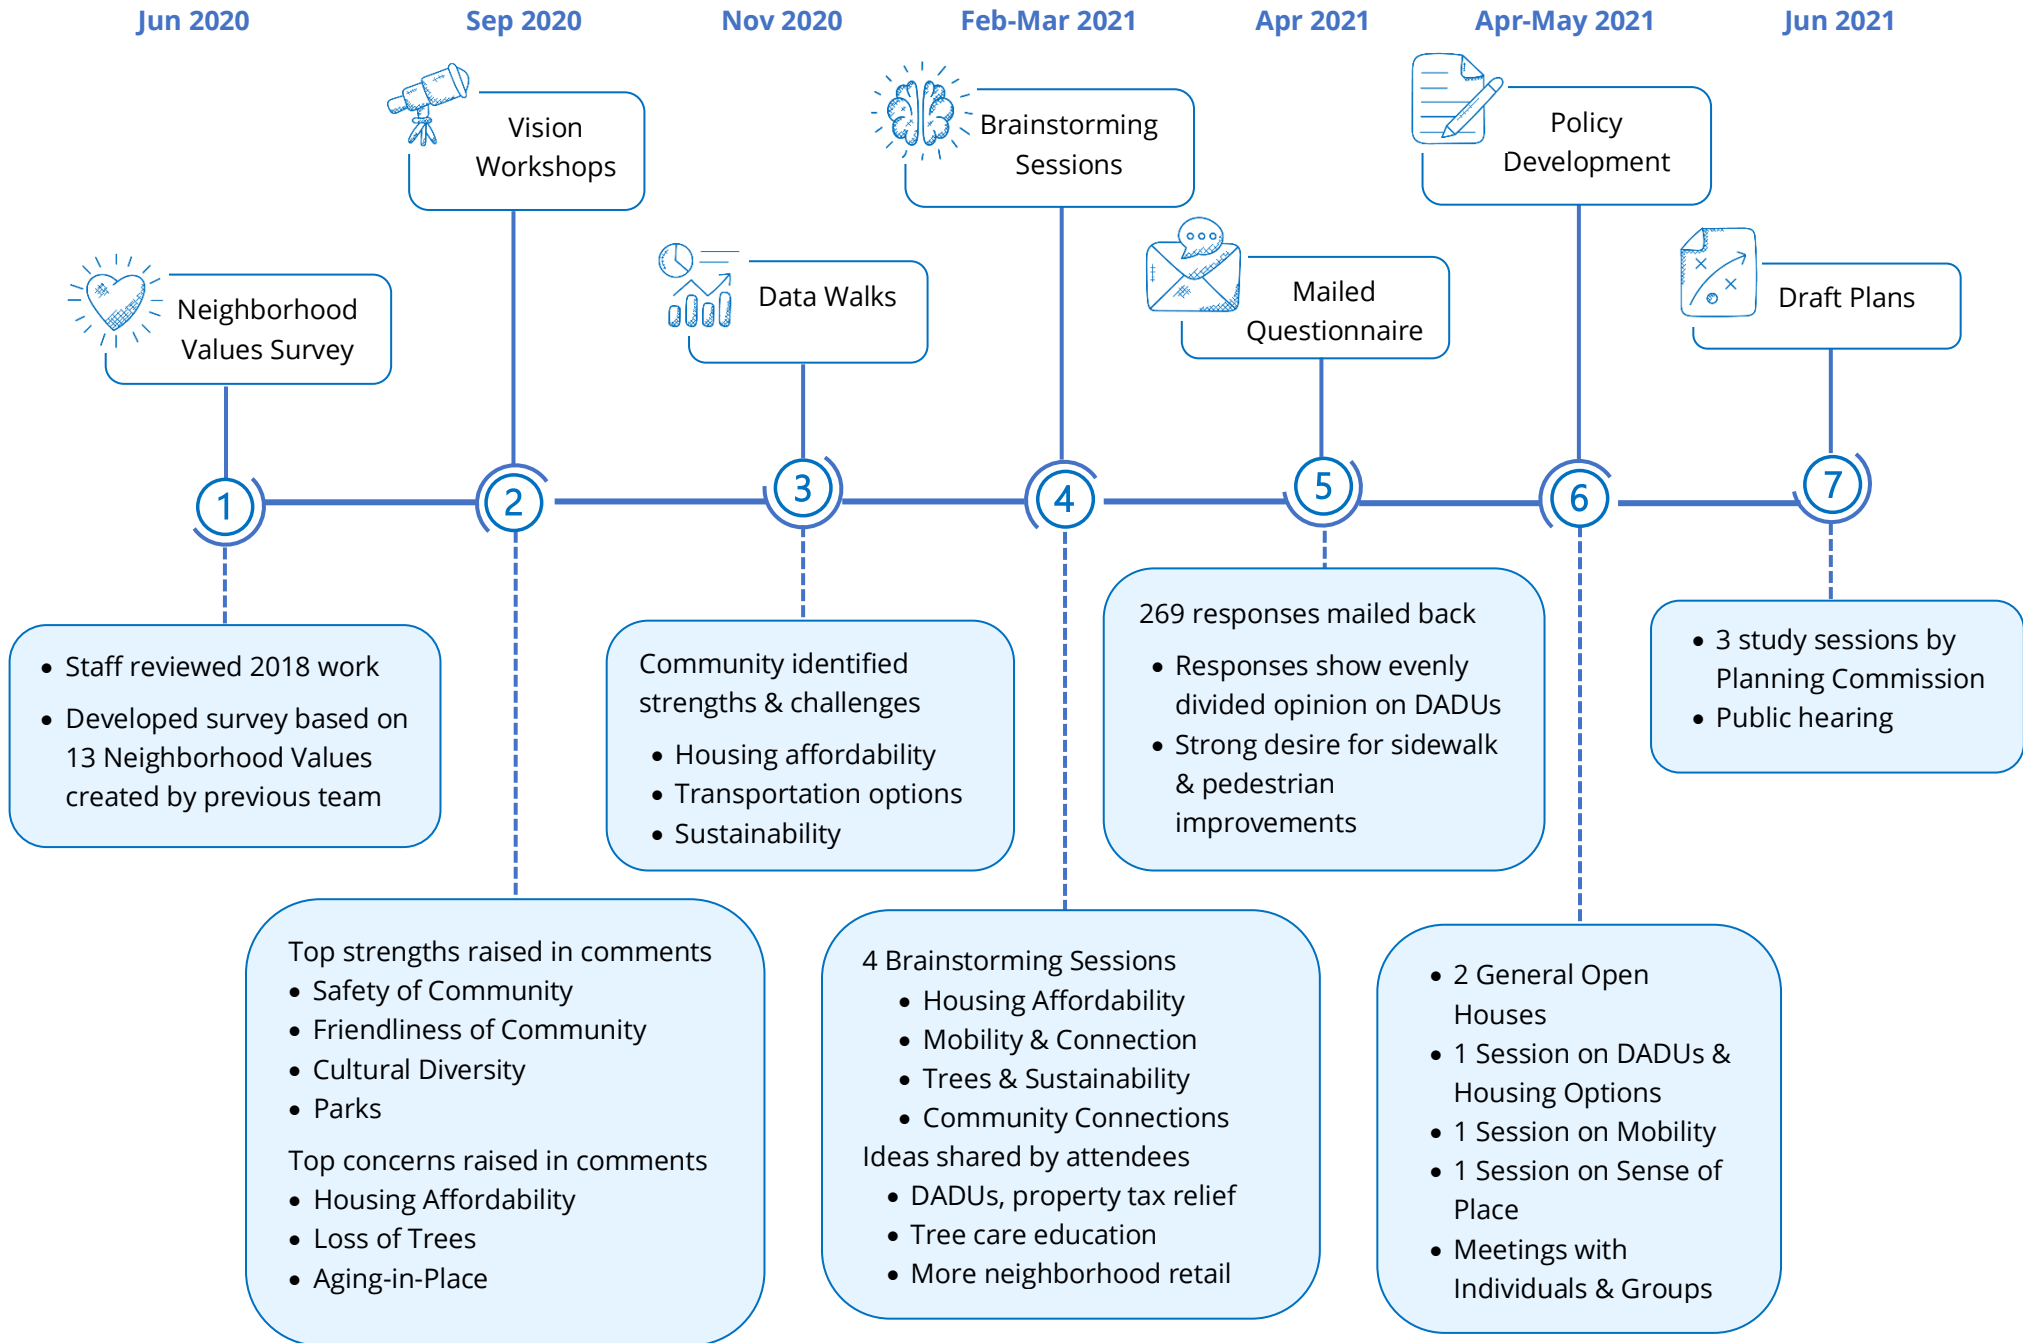 Jun 2020
Sep 2020
Nov 2020
Feb-Mar 2021
Apr 2021
Apr-May 2021
Jun 2021
Vision
Workshops
Brainstorming
Sessions
Policy
Development
Neighborhood
Values Survey
Data Walks
Mailed
Questionnaire
Draft Plans
1
2
3
4
5
6
7
• Staff reviewed 2018 work
• Developed survey based on
13 Neighborhood Values
created by previous team
Community identified
strengths & challenges
• Housing affordability
• Transportation options
• Sustainability
269 responses mailed back
• Responses show evenly
divided opinion on DADUs
• Strong desire for sidewalk
& pedestrian
improvements
• 3 study sessions by
Planning Commission
• Public hearing
Top strengths raised in comments
• Safety of Community
• Friendliness of Community
• Cultural Diversity
• Parks
Top concerns raised in comments
• Housing Affordability
• Loss of Trees
• Aging-in-Place
4 Brainstorming Sessions
• Housing Affordability
• Mobility & Connection
• Trees & Sustainability
• Community Connections
Ideas shared by attendees
• DADUs, property tax relief
• Tree care education
• More neighborhood retail
• 2 General Open
Houses
• 1 Session on DADUs &
Housing Options
• 1 Session on Mobility
• 1 Session on Sense of
Place
• Meetings with
Individuals & Groups